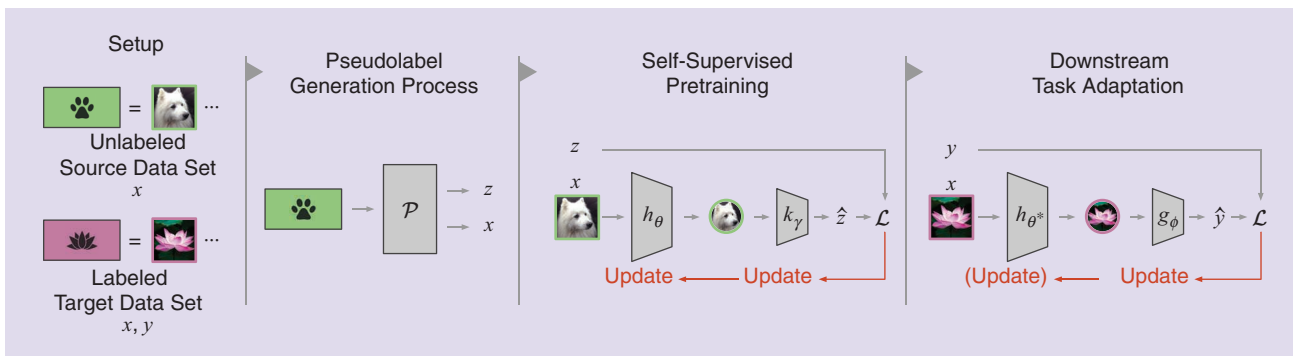 Setup
=
...
Unlabeled
Source Data Set
x
=
...
Labeled
Target Data Set
x, y
Pseudolabel
Generation Process
𝒫
z
x
Self-Supervised
Pretraining
z
x
h_θ
k_γ
ẑ
ℒ
Update
Update
Downstream
Task Adaptation
y
x
h_θ*
g_ϕ
ŷ
ℒ
(Update)
Update